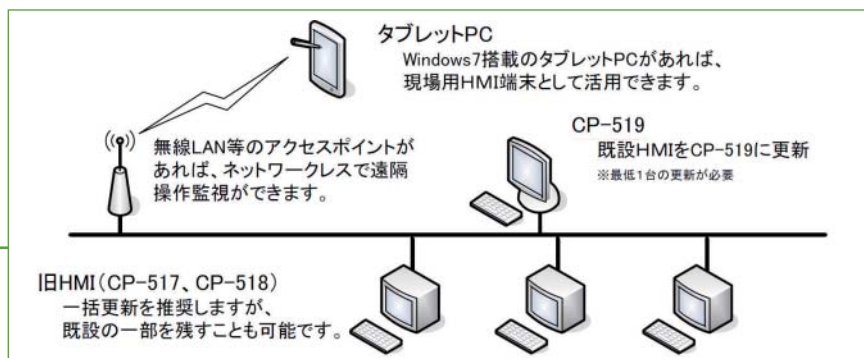 タブレットPC
Windows7搭載のタブレットPCがあれば、
現場用HMI端末として活用できます。
無線LAN等のアクセスポイントが
あれば、ネットワークレスで遠隔
操作監視ができます。
CP-519
既設HMIをCP-519に更新
※最低1台の更新が必要
旧HMI(CP-517、CP-518)
一括更新を推奨しますが、
既設の一部を残すことも可能です。